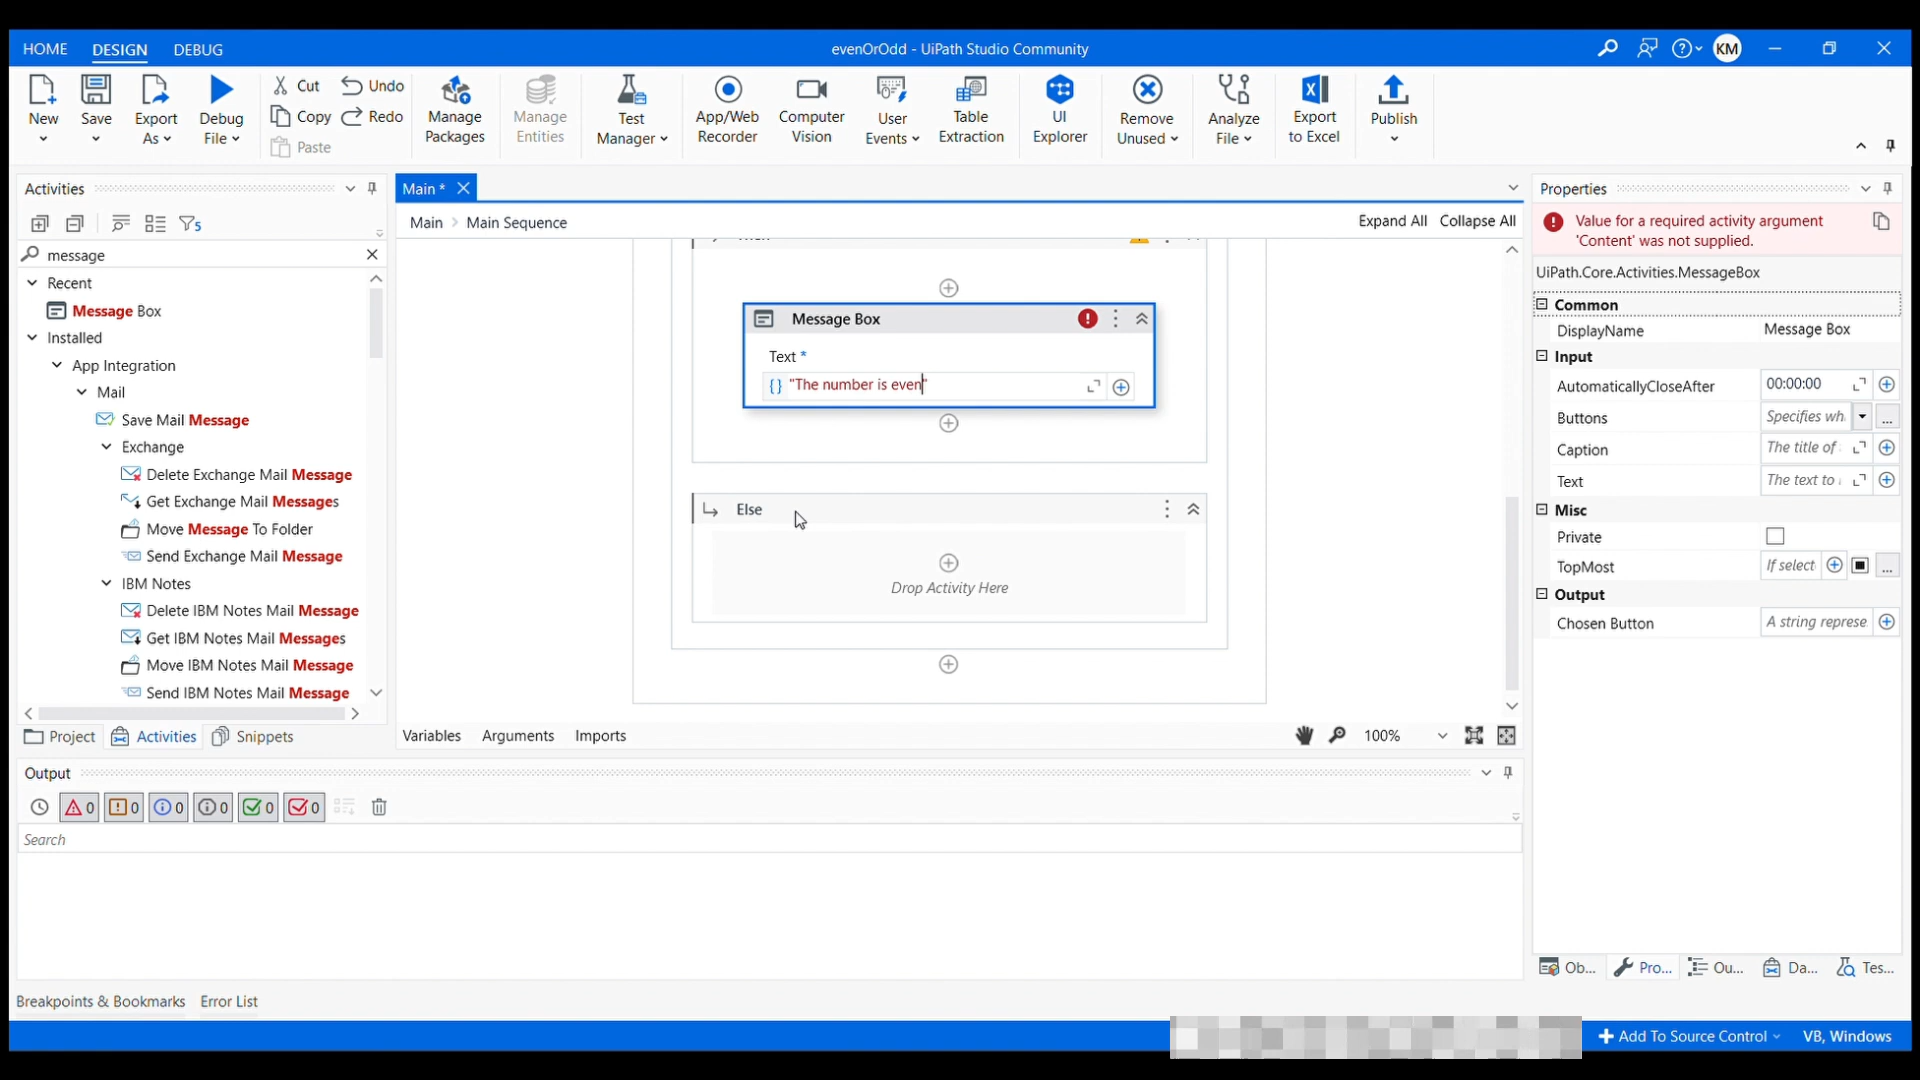 HOME DESIGN DEBUG evenOrOdd - UiPath Studio Community KM
New Save Export As Debug File
Cut Undo
Copy Redo
Paste
Manage Packages
Manage Entities
Test Manager
App/Web Recorder
Computer Vision
User Events
Table Extraction
UI Explorer
Remove Unused
Analyze File
Export to Excel
Publish
Activities
5
message
Recent
Message Box
Installed
App Integration
Mail
Save Mail Message
Exchange
Delete Exchange Mail Message
Get Exchange Mail Messages
Move Message To Folder
Send Exchange Mail Message
IBM Notes
Delete IBM Notes Mail Message
Get IBM Notes Mail Messages
Move IBM Notes Mail Message
Send IBM Notes Mail Message
Project Activities Snippets
Main *
Main > Main Sequence Expand All Collapse All
Message Box
Text *
"The number is even"
Else
Drop Activity Here
Variables Arguments Imports 100%
Properties
Value for a required activity argument
'Content' was not supplied.
UiPath.Core.Activities.MessageBox
Common
DisplayName Message Box
Input
AutomaticallyCloseAfter 00:00:00
Buttons Specifies wh ...
Caption The title of
Text The text to
Misc
Private
TopMost If select ...
Output
Chosen Button A string represe
Ob... Pro... Ou... Da... Tes...
Output
0 0 0 0 0 0
Search
Breakpoints & Bookmarks Error List
Add To Source Control VB, Windows